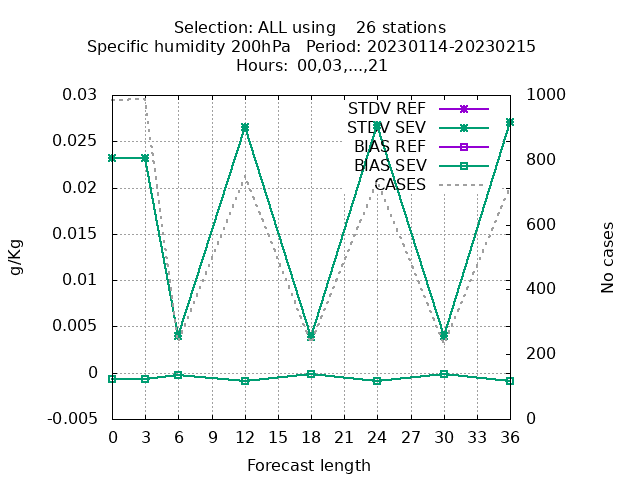 Selection: ALL using    26 stations
Specific humidity 200hPa   Period: 20230114-20230215
Hours:  00,03,...,21
0.03
0.025
0.02
0.015
0.01
0.005
0
-0.005
g/Kg
STDV REF
STDV SEV
BIAS REF
BIAS SEV
CASES
1000
800
600
400
200
0
No cases
0 3 6 9 12 15 18 21 24 27 30 33 36
Forecast length